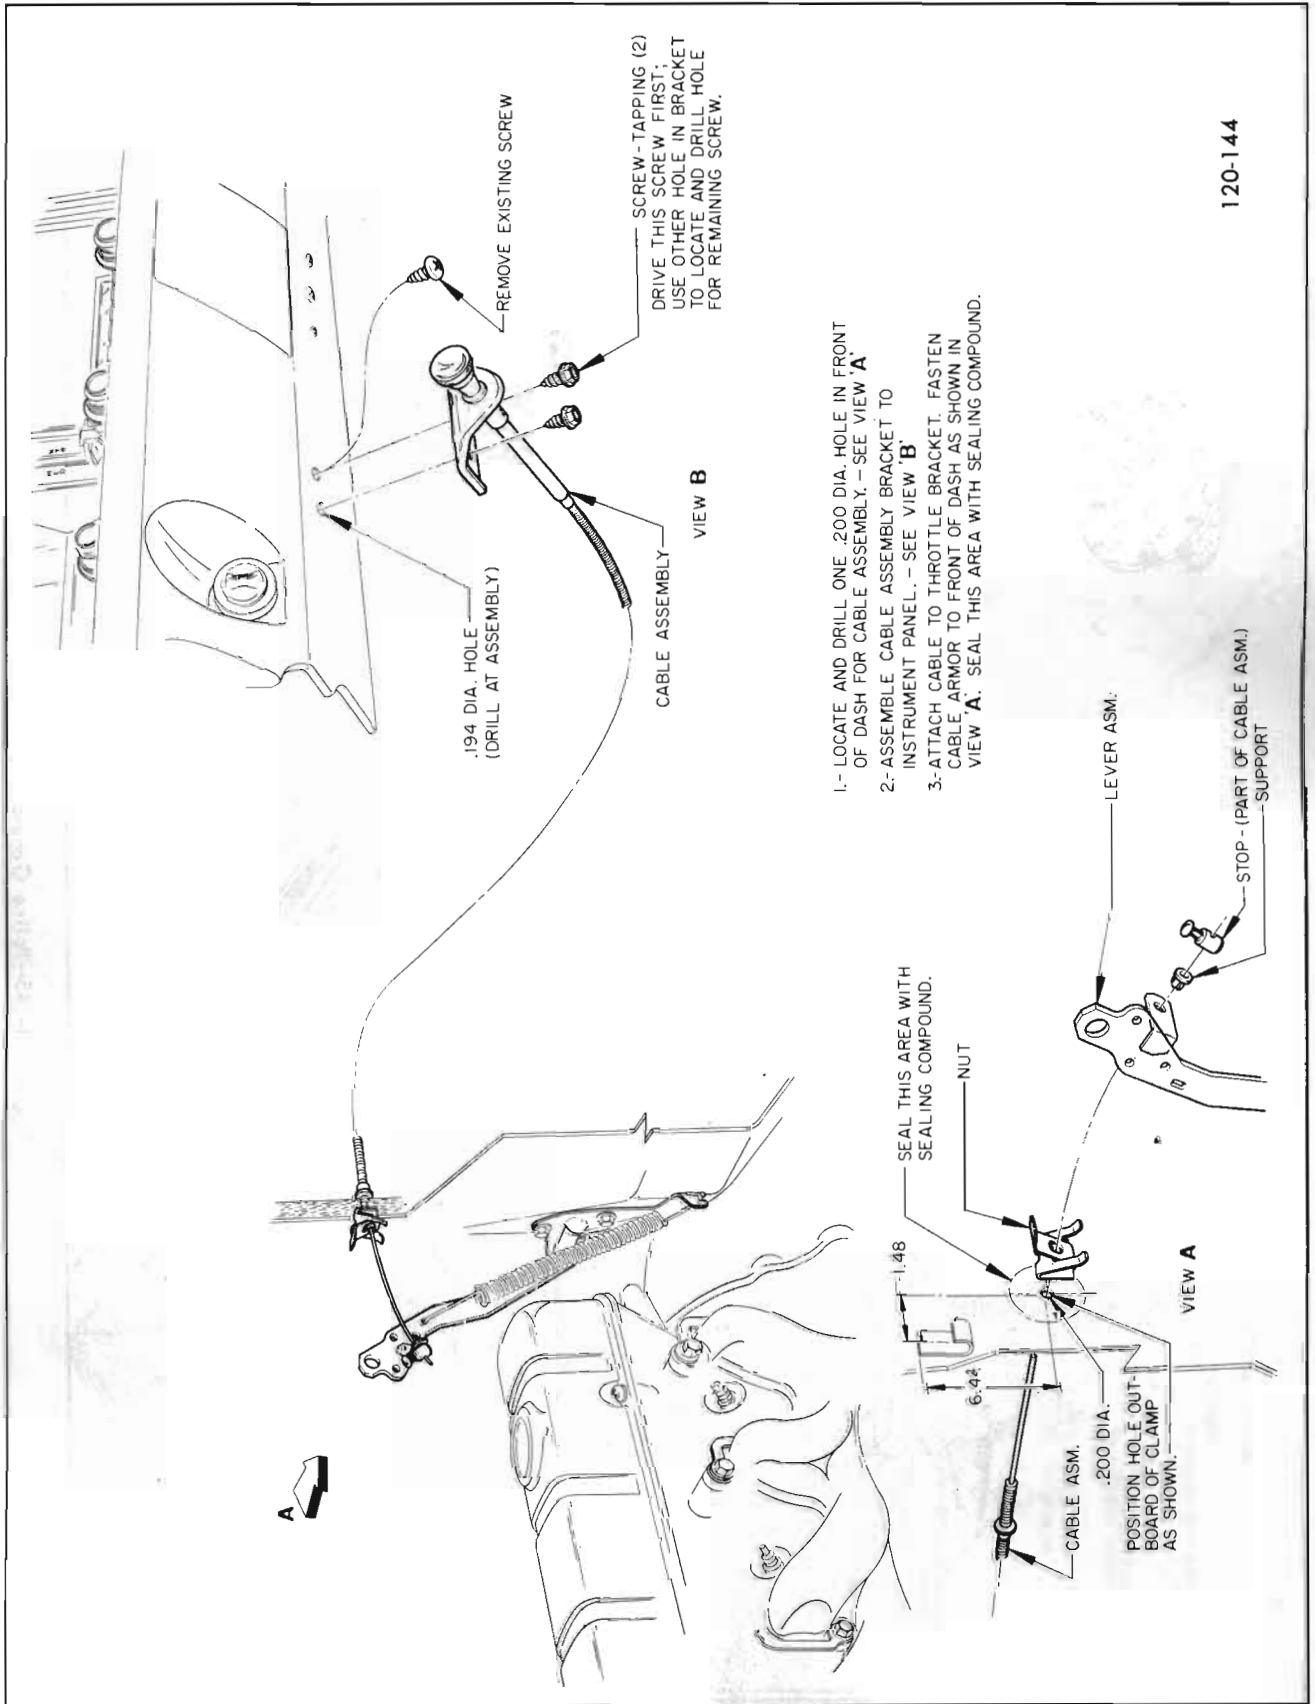 REMOVE EXISTING SCREW
SCREW-TAPPING (2)
DRIVE THIS SCREW FIRST;
USE OTHER HOLE IN BRACKET
TO LOCATE AND DRILL HOLE
FOR REMAINING SCREW.
.194 DIA. HOLE
(DRILL AT ASSEMBLY)
CABLE ASSEMBLY
VIEW B
1.- LOCATE AND DRILL ONE .200 DIA. HOLE IN FRONT
OF DASH FOR CABLE ASSEMBLY. - SEE VIEW 'A'
2.- ASSEMBLE CABLE ASSEMBLY BRACKET TO
INSTRUMENT PANEL. - SEE VIEW 'B'
3.- ATTACH CABLE TO THROTTLE BRACKET. FASTEN
CABLE ARMOR TO FRONT OF DASH AS SHOWN IN
VIEW 'A'. SEAL THIS AREA WITH SEALING COMPOUND.
A
SEAL THIS AREA WITH
SEALING COMPOUND.
NUT
1.48
6.42
CABLE ASM.
.200 DIA.
POSITION HOLE OUT-
BOARD OF CLAMP
AS SHOWN.
VIEW A
LEVER ASM.
STOP - (PART OF CABLE ASM.)
SUPPORT
120-144